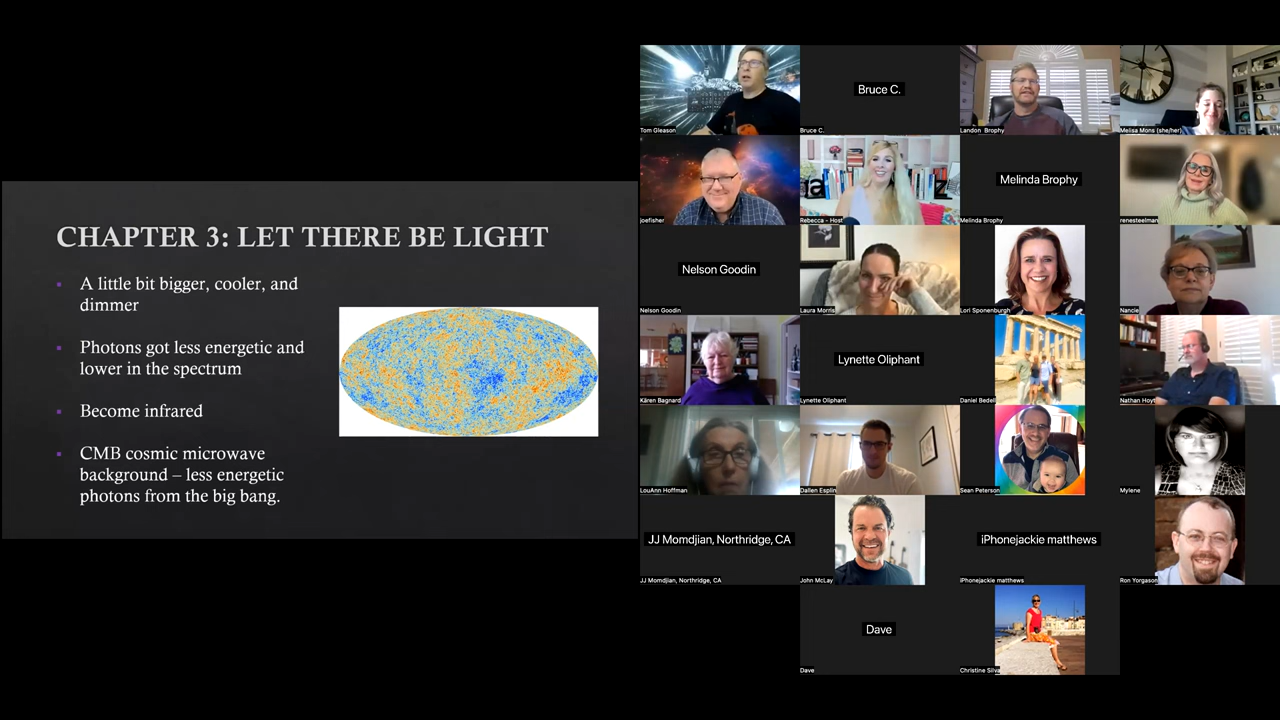 CHAPTER 3: LET THERE BE LIGHT
A little bit bigger, cooler, and
dimmer
Photons got less energetic and
lower in the spectrum
Become infrared
CMB cosmic microwave
background – less energetic
photons from the big bang.
Tom Gleason
Bruce C.
Bruce C.
Landon Brophy
Melisa Mons (she/her)
joefisher
Rebecca - Host
Melinda Brophy
Melinda Brophy
renesteelman
Nelson Goodin
Nelson Goodin
Laura Morris
Lori Sponenburgh
Nancie
Kären Bagnard
Lynette Oliphant
Lynette Oliphant
Daniel Bedell
Nathan Hoyt
LouAnn Hoffman
Dallen Esplin
Sean Peterson
Mylene
JJ Momdjian, Northridge, CA
JJ Momdjian, Northridge, CA
John McLay
iPhonejackie matthews
iPhonejackie matthews
Ron Yorgason
Dave
Dave
Christine Silva